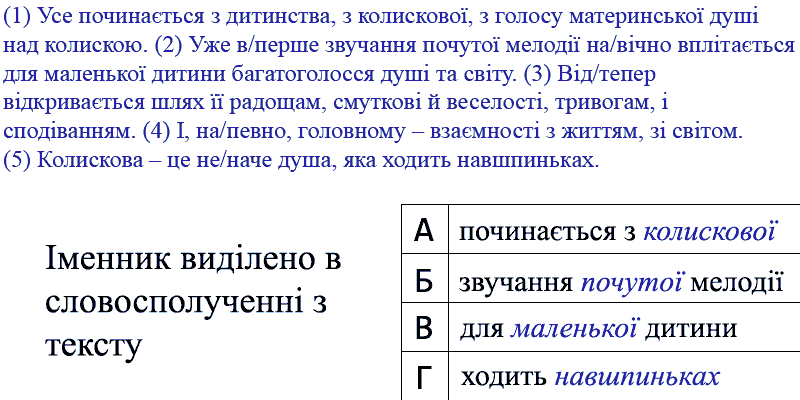 (1) Усе починається з дитинства, з колискової, з голосу материнської душі
над колискою. (2) Уже в/перше звучання почутої мелодії на/вічно вплітається
для маленької дитини багатоголосся душі та світу. (3) Від/тепер
відкривається шлях її радощам, смуткові й веселості, тривогам, і
сподіванням. (4) І, на/певно, головному – взаємності з життям, зі світом.
(5) Колискова – це не/наче душа, яка ходить навшпиньках.
Іменник виділено в
словосполученні з
тексту
А починається з колискової
Б звучання почутої мелодії
В для маленької дитини
Г ходить навшпиньках